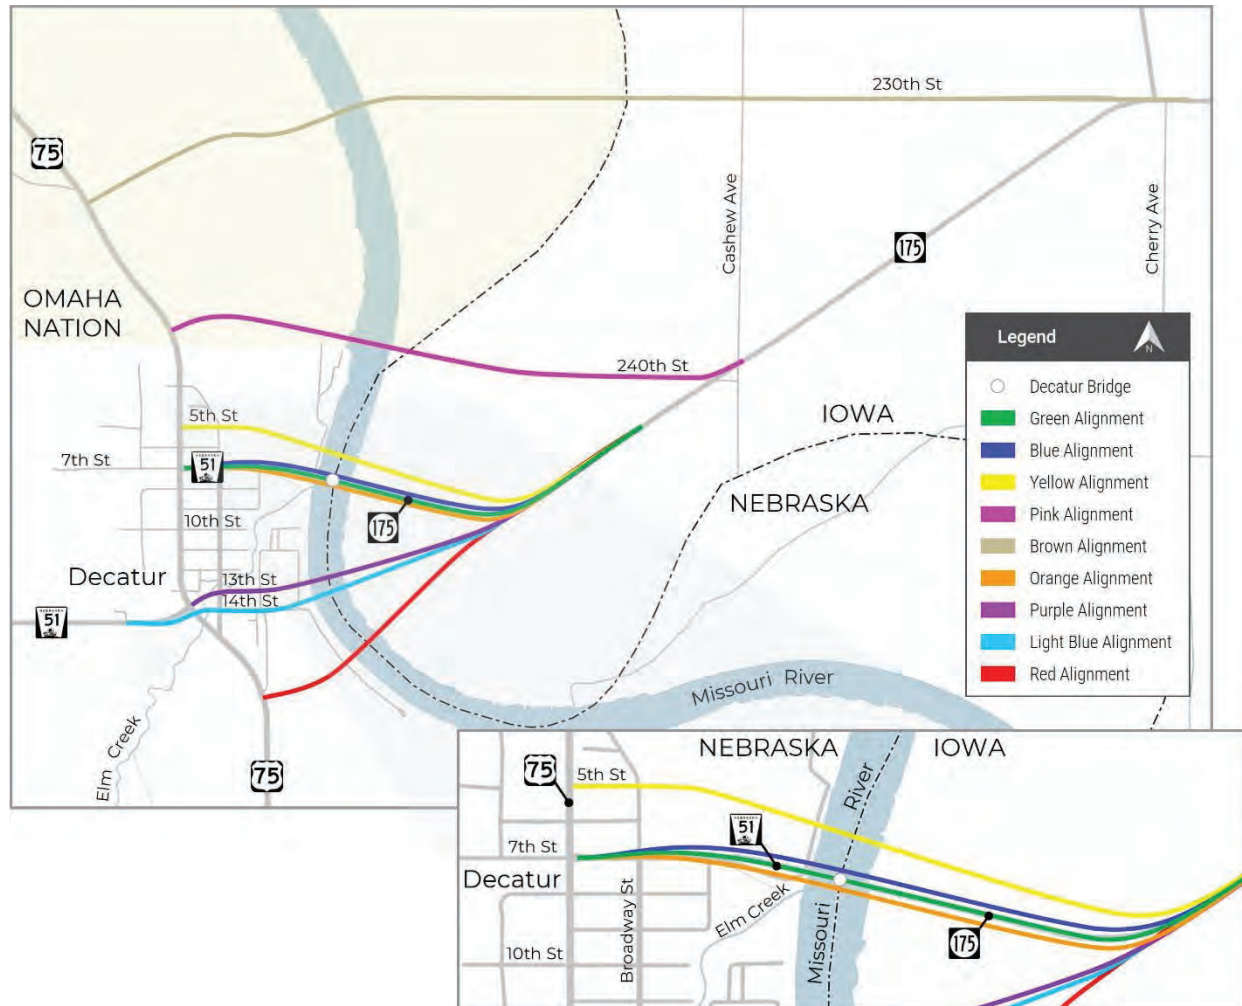 230th St
75
Cashew Ave
Cherry Ave
175
OMAHA
NATION
240th St
Legend
N
Decatur Bridge
Green Alignment
Blue Alignment
Yellow Alignment
Pink Alignment
Brown Alignment
Orange Alignment
Purple Alignment
Light Blue Alignment
Red Alignment
IOWA
NEBRASKA
5th St
7th St
51
10th St
175
Decatur
13th St
14th St
51
Missouri River
Elm Creek
75
NEBRASKA
IOWA
75
5th St
River
51
7th St
Decatur
Broadway St
Elm Creek
Missouri
175
10th St